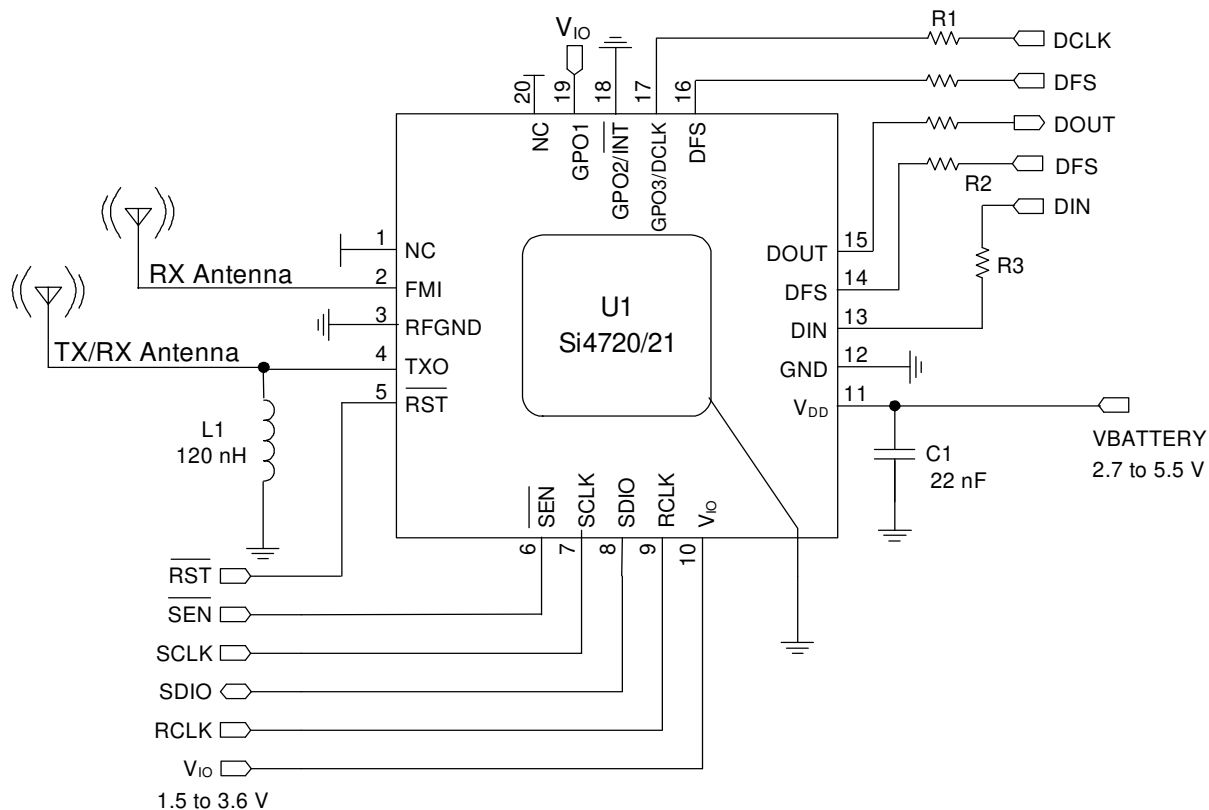 R1
DCLK
V_IO
DFS
DOUT
DFS
R2
DIN
R3
20
19
18
17
16
NC
GPO1
GPO2/INT
GPO3/DCLK
DFS
RX Antenna
TX/RX Antenna
1
NC
2
FMI
3
RFGND
4
TXO
5
RST
U1
Si4720/21
DOUT
15
DFS
14
DIN
13
GND
12
VDD
11
L1
120 nH
C1
22 nF
VBATTERY
2.7 to 5.5 V
SEN
SCLK
SDIO
RCLK
VIO
6
7
8
9
10
RST
SEN
SCLK
SDIO
RCLK
VIO
1.5 to 3.6 V